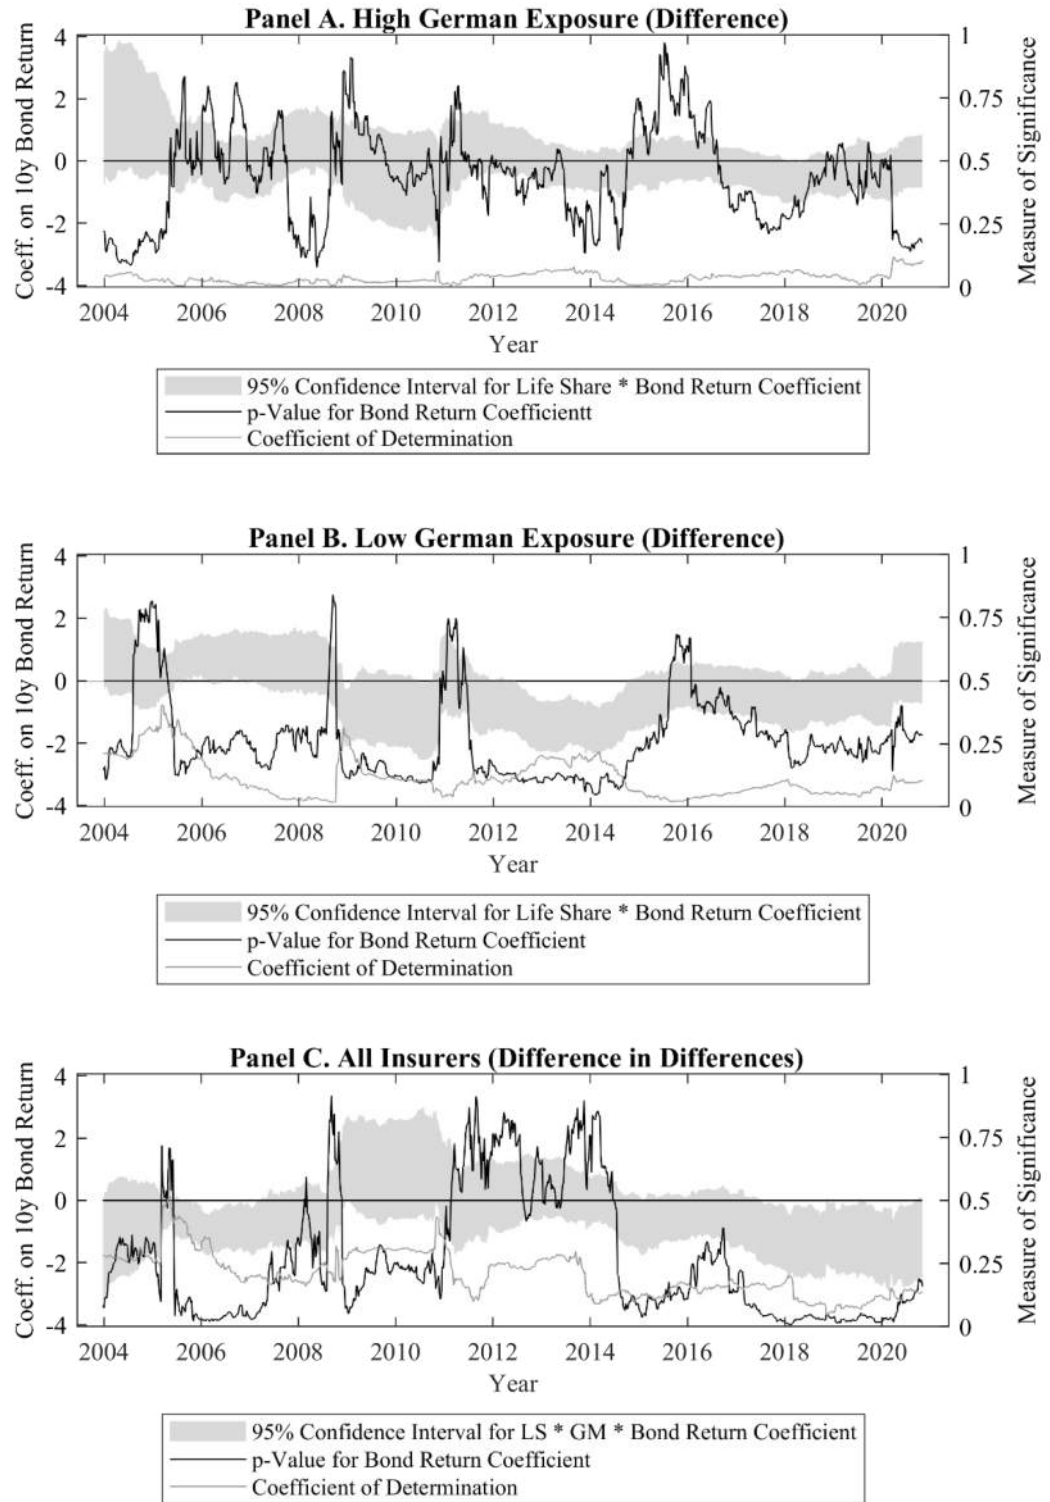 Panel A. High German Exposure (Difference)
Coeff. on 10y Bond Return
4
2
0
-2
-4
1
0.75
0.5
0.25
0
Measure of Significance
2004 2006 2008 2010 2012 2014 2016 2018 2020
Year
95% Confidence Interval for Life Share * Bond Return Coefficient
p-Value for Bond Return Coefficientt
Coefficient of Determination
Panel B. Low German Exposure (Difference)
Coeff. on 10y Bond Return
4
2
0
-2
-4
1
0.75
0.5
0.25
0
Measure of Significance
2004 2006 2008 2010 2012 2014 2016 2018 2020
Year
95% Confidence Interval for Life Share * Bond Return Coefficient
p-Value for Bond Return Coefficient
Coefficient of Determination
Panel C. All Insurers (Difference in Differences)
Coeff. on 10y Bond Return
4
2
0
-2
-4
1
0.75
0.5
0.25
0
Measure of Significance
2004 2006 2008 2010 2012 2014 2016 2018 2020
Year
95% Confidence Interval for LS * GM * Bond Return Coefficient
p-Value for Bond Return Coefficient
Coefficient of Determination